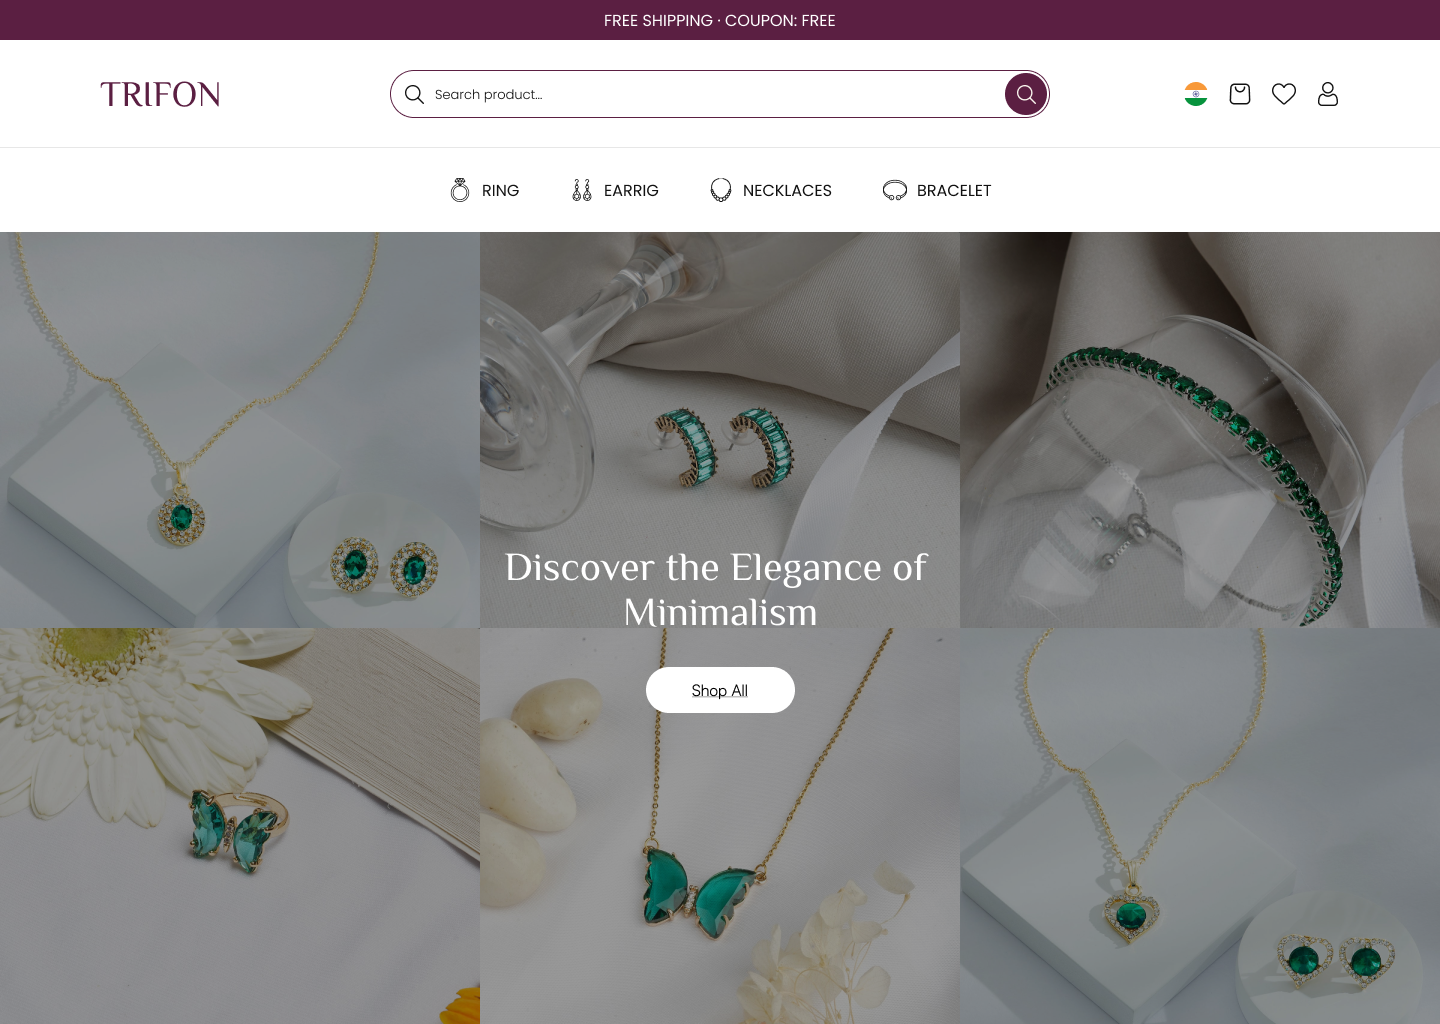 FREE SHIPPING · COUPON: FREE
TRIFON
Search product...
RING
EARRIG
NECKLACES
BRACELET
Discover the Elegance of
Minimalism
Shop All